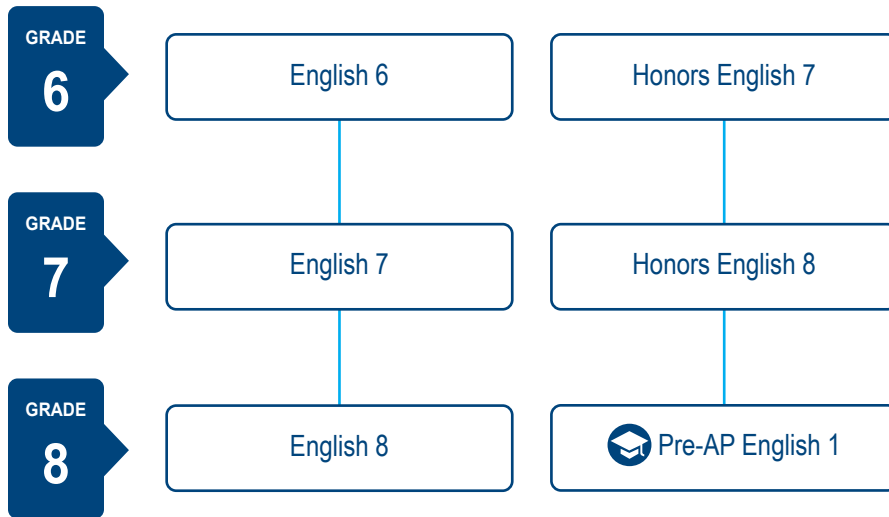 GRADE
6
English 6
Honors English 7
GRADE
7
English 7
Honors English 8
GRADE
8
English 8
Pre-AP English 1